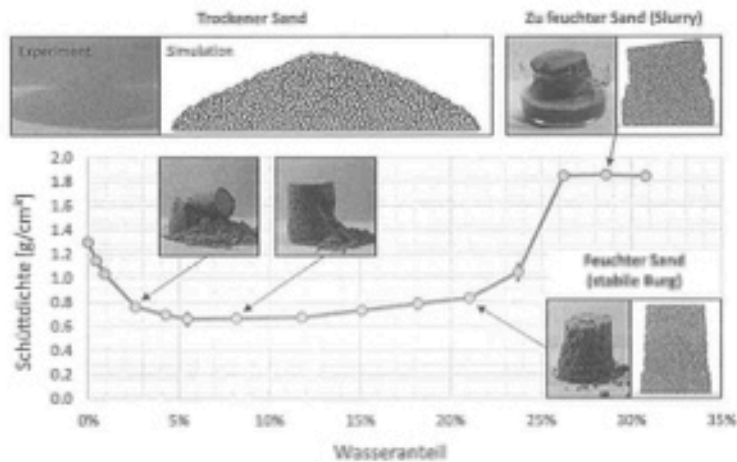 Trockener Sand
Zu feuchter Sand (Slurry)
Experiment
Simulation
2.0
1.8
1.6
1.4
1.2
1.0
0.8
0.6
0.4
0.2
0.0
Schüttdichte [g/cm³]
Feuchter Sand
(stabile Burg)
0%
5%
10%
15%
20%
25%
30%
35%
Wasseranteil